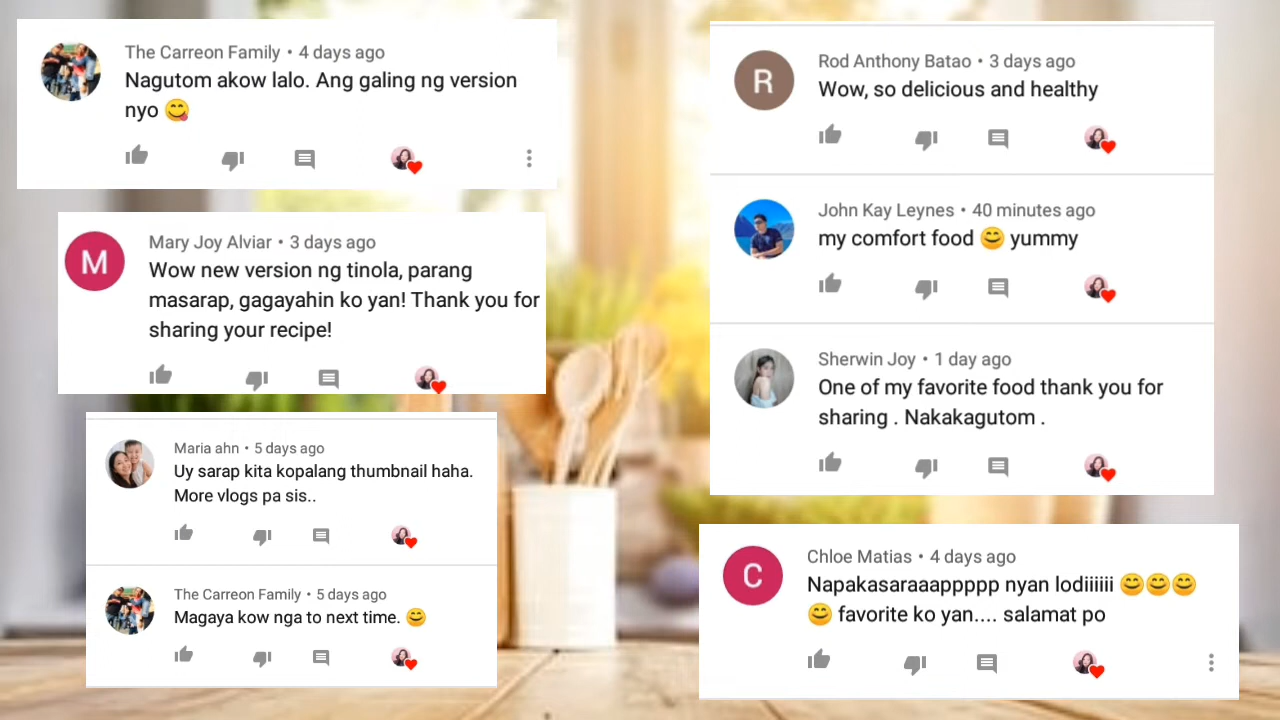 The Carreon Family • 4 days ago
Nagutom akow lalo. Ang galing ng version
nyo 😋
M
Mary Joy Alviar • 3 days ago
Wow new version ng tinola, parang
masarap, gagayahin ko yan! Thank you for
sharing your recipe!
Maria ahn • 5 days ago
Uy sarap kita kopalang thumbnail haha.
More vlogs pa sis..
The Carreon Family • 5 days ago
Magaya kow nga to next time. 😊
R
Rod Anthony Batao • 3 days ago
Wow, so delicious and healthy
John Kay Leynes • 40 minutes ago
my comfort food 😊 yummy
Sherwin Joy • 1 day ago
One of my favorite food thank you for
sharing . Nakakagutom .
C
Chloe Matias • 4 days ago
Napakasaraaappppp nyan lodiiiiii 😊😊😊
😊 favorite ko yan.... salamat po